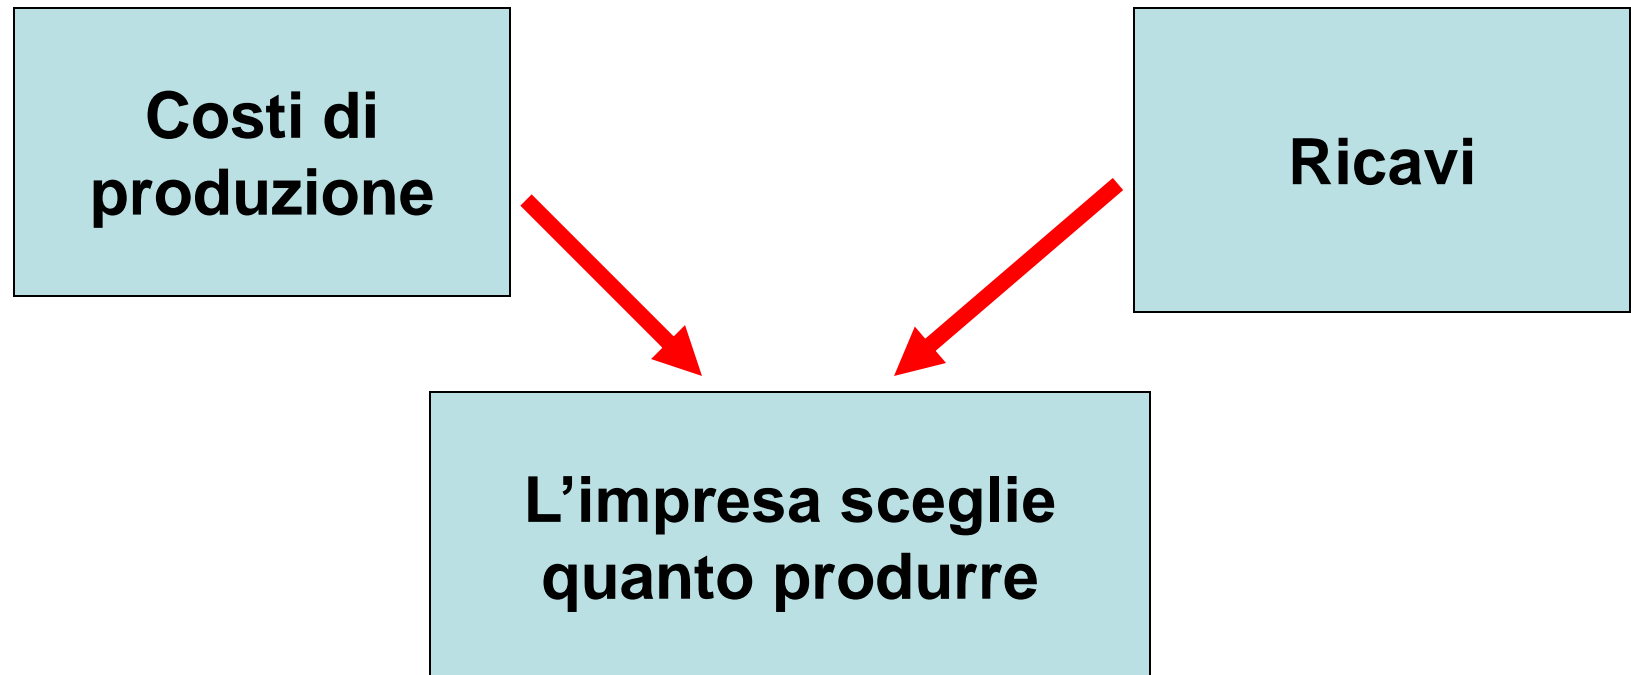 Costi di
produzione
Ricavi
L’impresa sceglie
quanto produrre